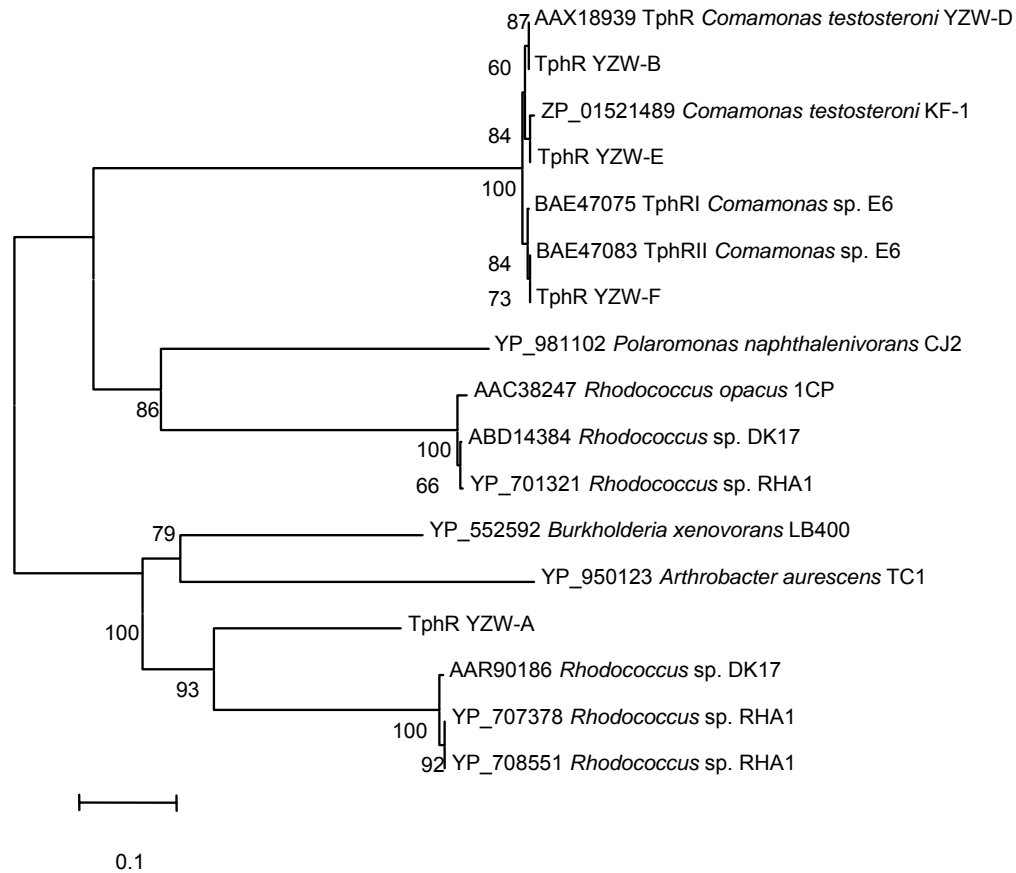 87 AAX18939 TphR Comamonas testosteroni YZW-D
60 TphR YZW-B
ZP_01521489 Comamonas testosteroni KF-1
84
TphR YZW-E
100
BAE47075 TphRI Comamonas sp. E6
BAE47083 TphRII Comamonas sp. E6
84
73 TphR YZW-F
YP_981102 Polaromonas naphthalenivorans CJ2
AAC38247 Rhodococcus opacus 1CP
86
ABD14384 Rhodococcus sp. DK17
100
66 YP_701321 Rhodococcus sp. RHA1
79 YP_552592 Burkholderia xenovorans LB400
YP_950123 Arthrobacter aurescens TC1
TphR YZW-A
100
AAR90186 Rhodococcus sp. DK17
93
YP_707378 Rhodococcus sp. RHA1
100
92 YP_708551 Rhodococcus sp. RHA1
0.1